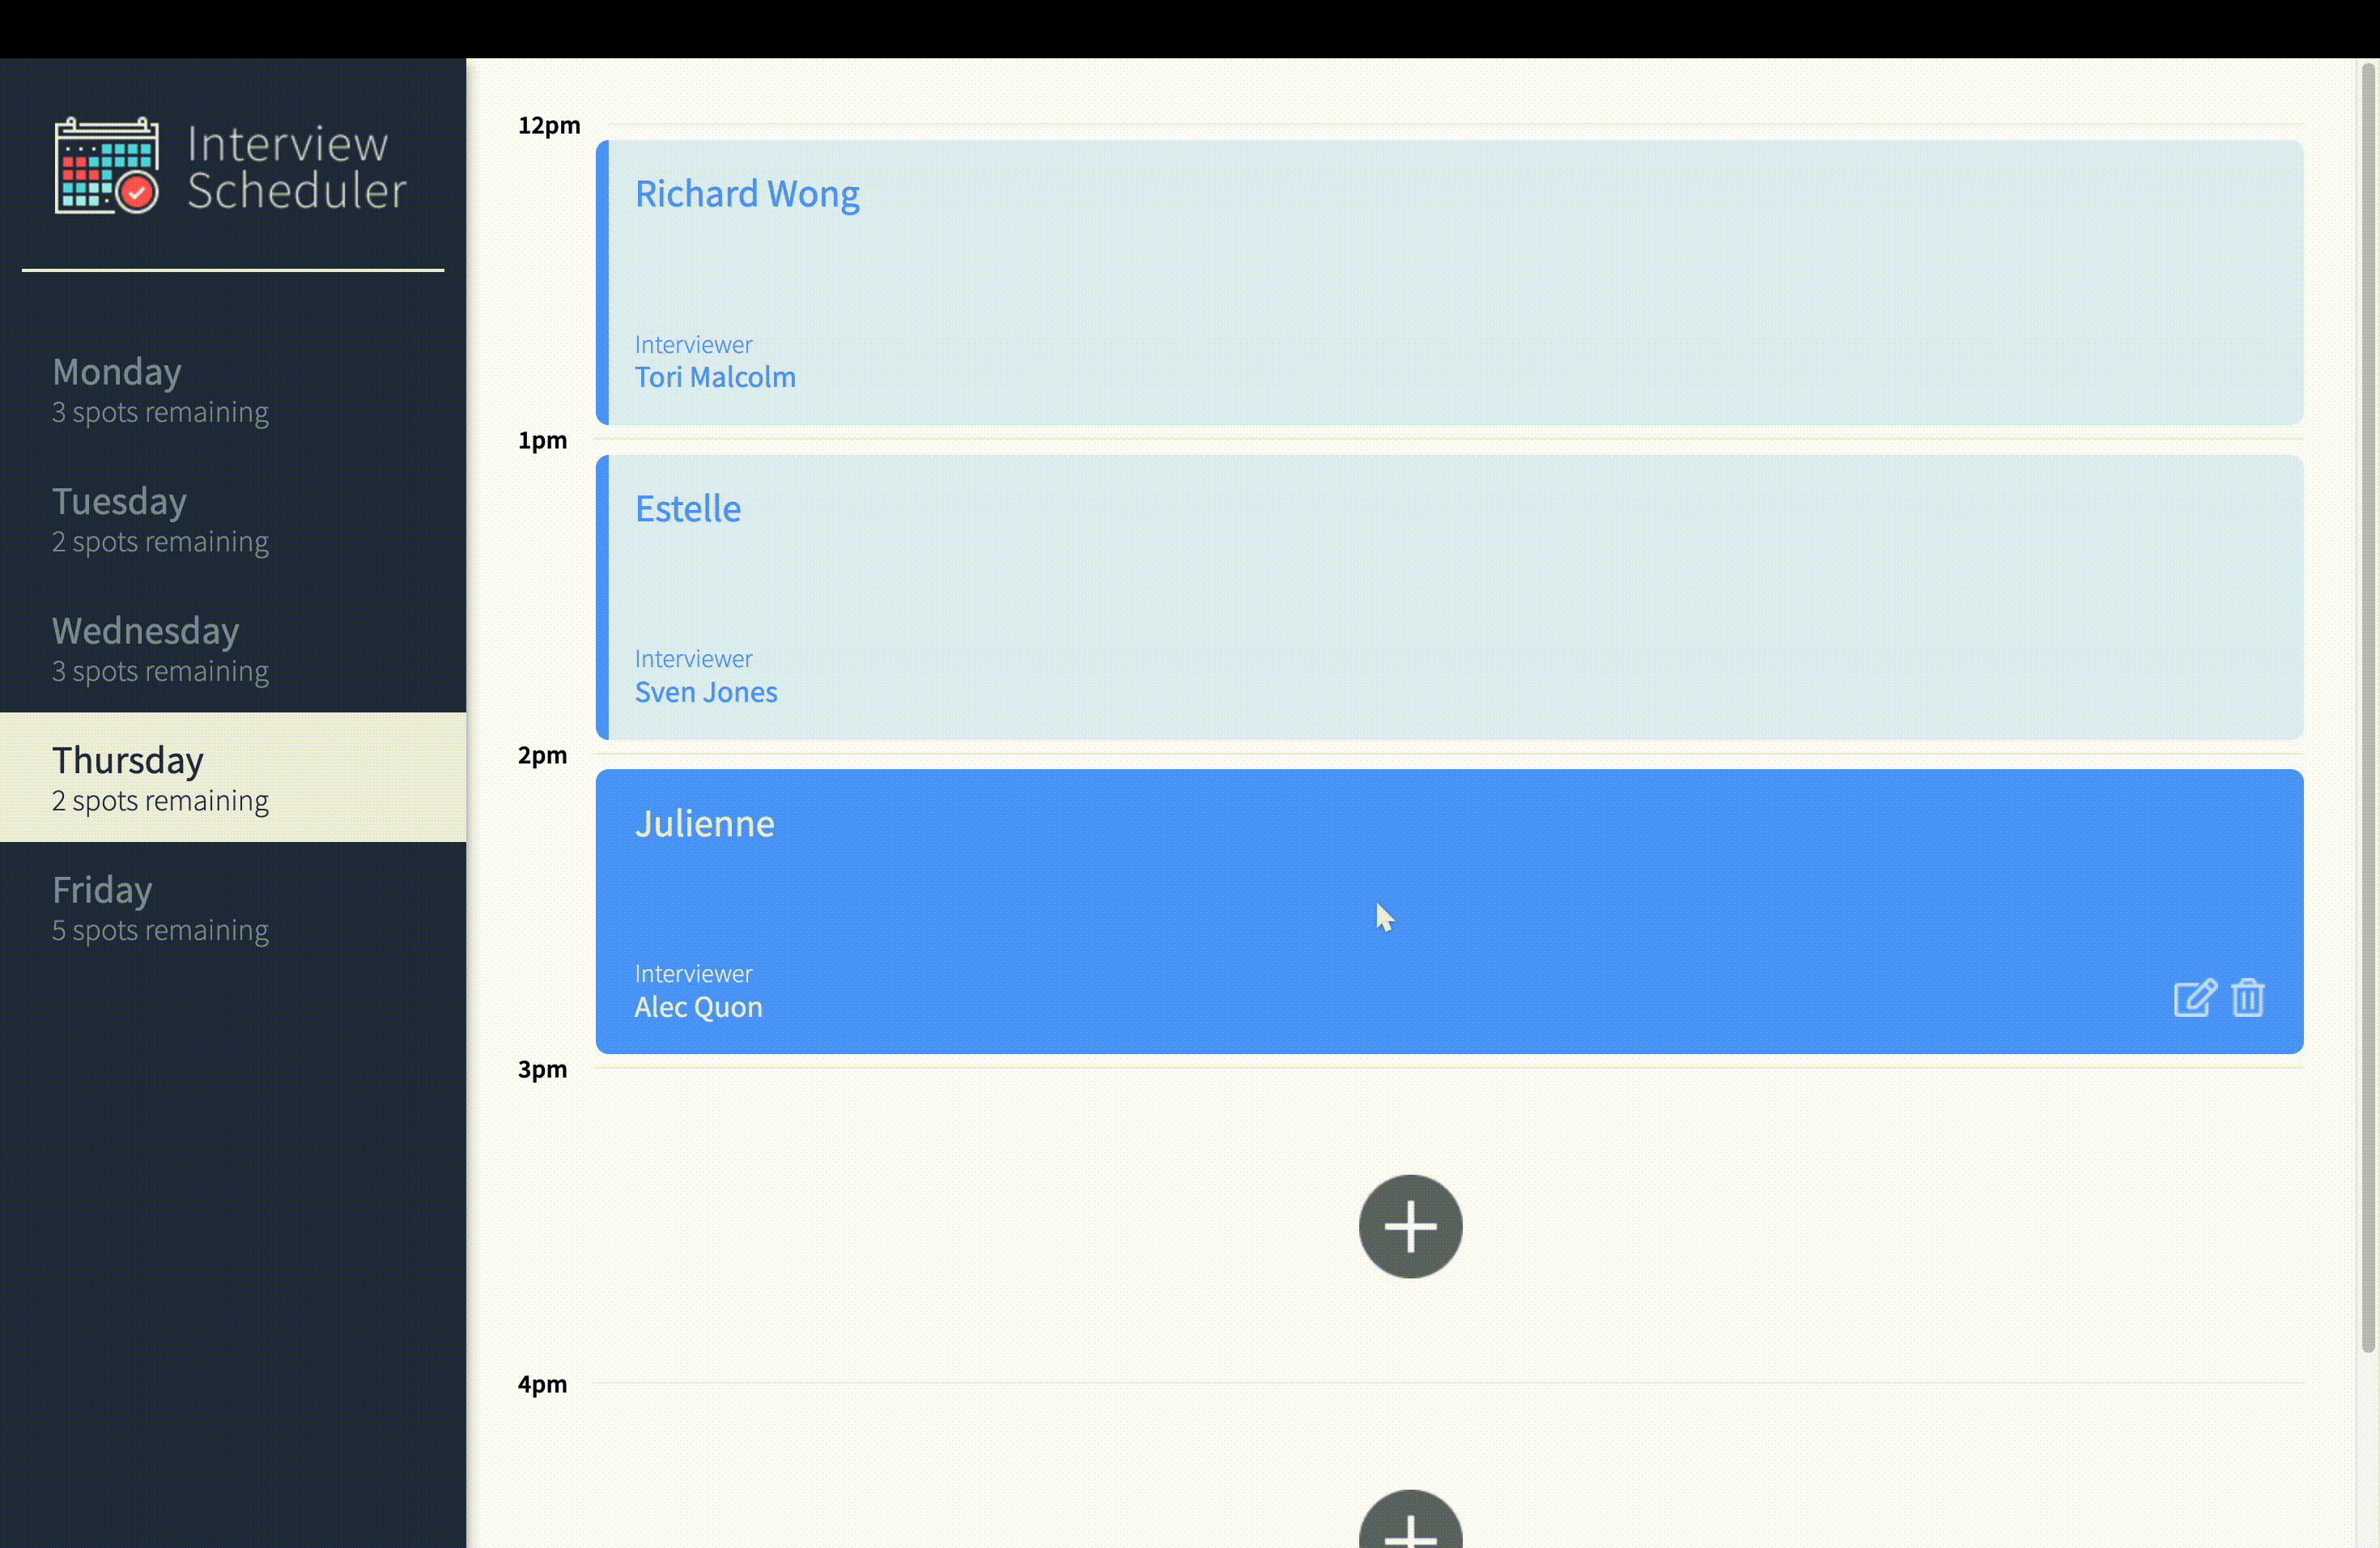 Interview
Scheduler
Monday
3 spots remaining
Tuesday
2 spots remaining
Wednesday
3 spots remaining
Thursday
2 spots remaining
Friday
5 spots remaining
12pm
Richard Wong
Interviewer
Tori Malcolm
1pm
Estelle
Interviewer
Sven Jones
2pm
Julienne
Interviewer
Alec Quon
3pm
4pm